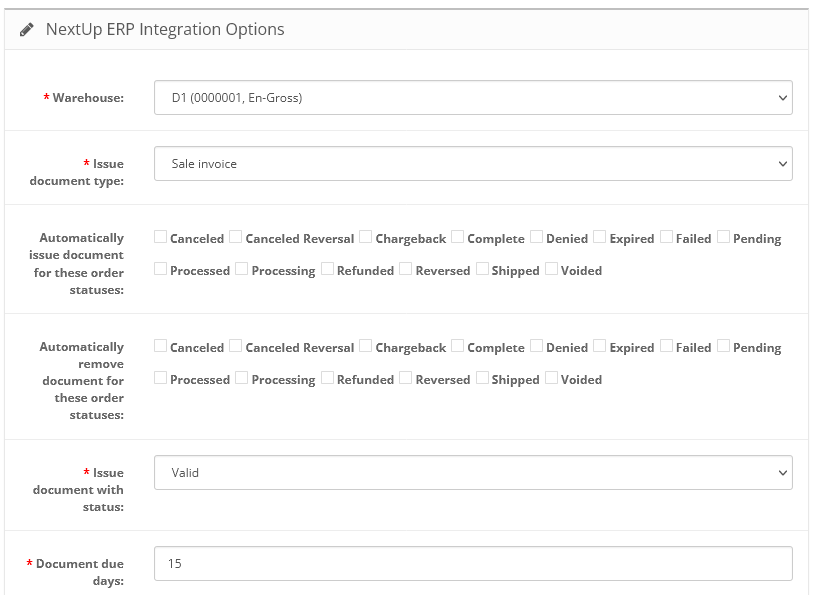 NextUp ERP Integration Options
* Warehouse:
D1 (0000001, En-Gross)
* Issue
document type:
Sale invoice
Automatically
issue document
for these order
statuses:
Canceled Canceled Reversal Chargeback Complete Denied Expired Failed Pending
Processed Processing Refunded Reversed Shipped Voided
Automatically
remove
document for
these order
statuses:
Canceled Canceled Reversal Chargeback Complete Denied Expired Failed Pending
Processed Processing Refunded Reversed Shipped Voided
* Issue
document with
status:
Valid
* Document due
days:
15